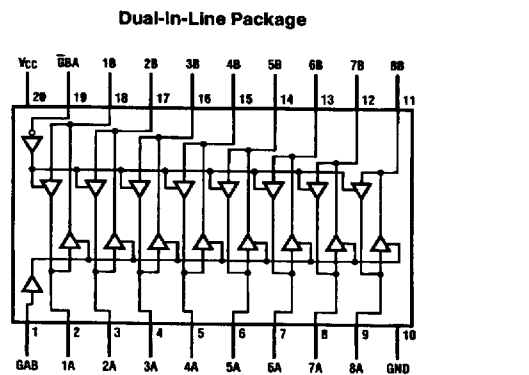 Dual-In-Line Package
VCC G̅BA 1B 2B 3B 4B 5B 6B 7B 8B
20 19 18 17 16 15 14 13 12 11
1 2 3 4 5 6 7 8 9 10
GAB 1A 2A 3A 4A 5A 6A 7A 8A GND